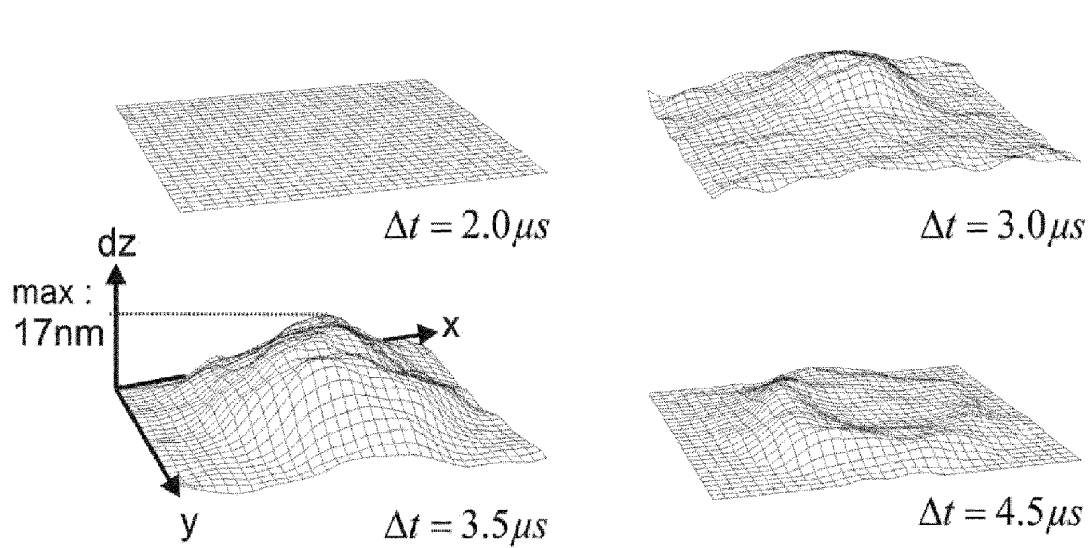 Δt = 2.0μs
Δt = 3.0μs
dz
max :
17nm
x
y
Δt = 3.5μs
Δt = 4.5μs